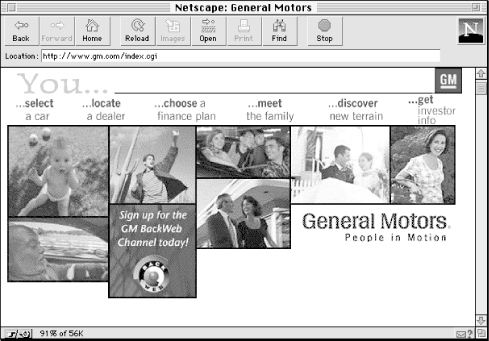 Netscape: General Motors
Back Forward Home Reload Images Open Print Find Stop
N
Location: http://www.gm.com/index.cgi
You...
GM
...select
a car
...locate
a dealer
...choose a
finance plan
...meet
the family
...discover
new terrain
...get
investor
info
Sign up for the
GM BackWeb
Channel today!
BACK
WEB
General Motors.
People in Motion
91% of 56K